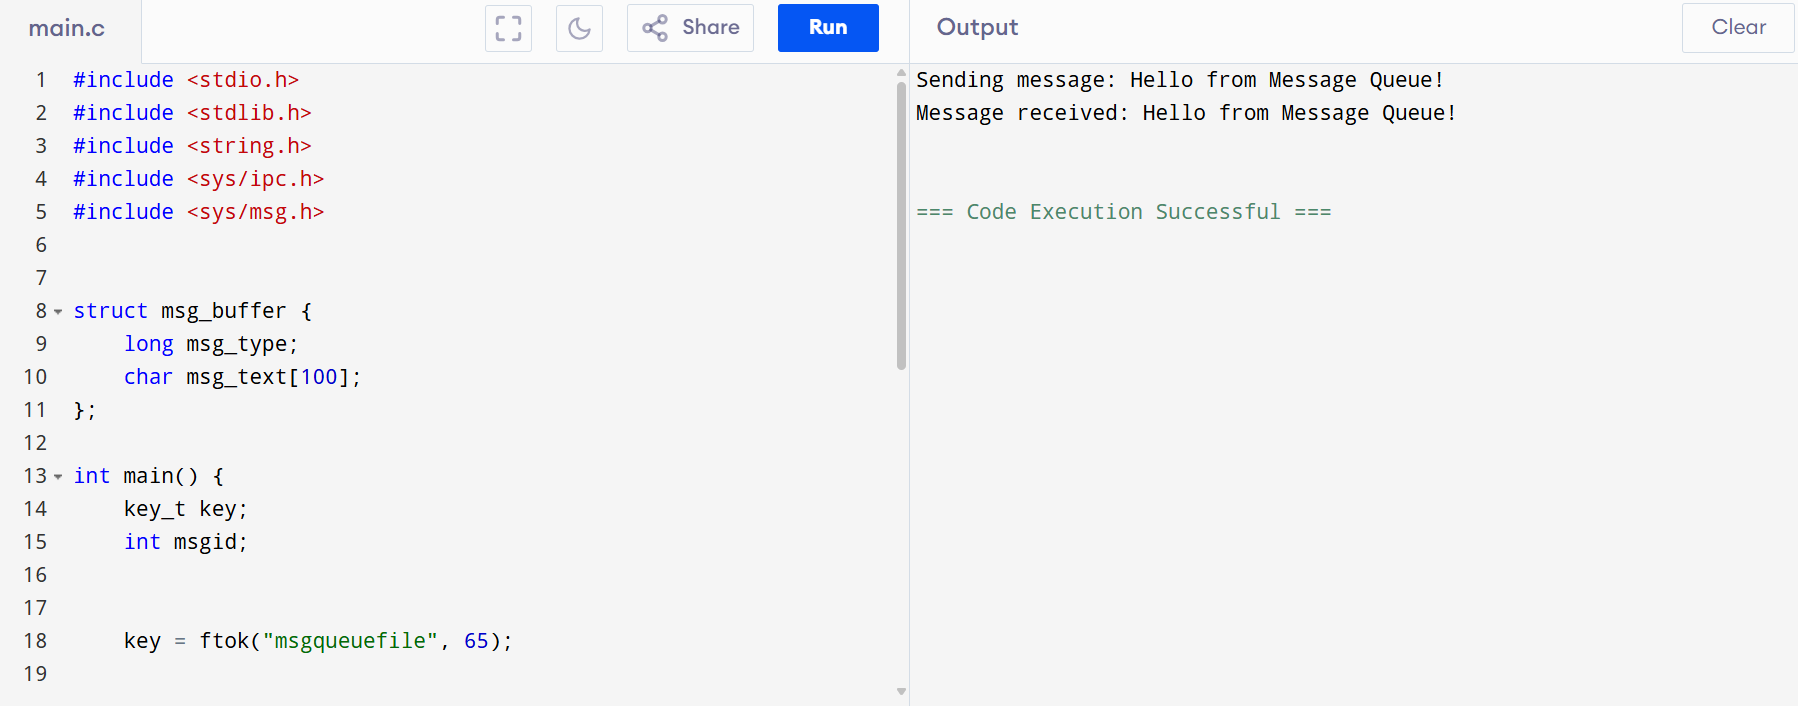 main.c
Share
Run
Output
Clear
1 #include <stdio.h>
2 #include <stdlib.h>
3 #include <string.h>
4 #include <sys/ipc.h>
5 #include <sys/msg.h>
6
7
8 struct msg_buffer {
9     long msg_type;
10     char msg_text[100];
11 };
12
13 int main() {
14     key_t key;
15     int msgid;
16
17
18     key = ftok("msgqueuefile", 65);
19
Sending message: Hello from Message Queue!
Message received: Hello from Message Queue!
=== Code Execution Successful ===